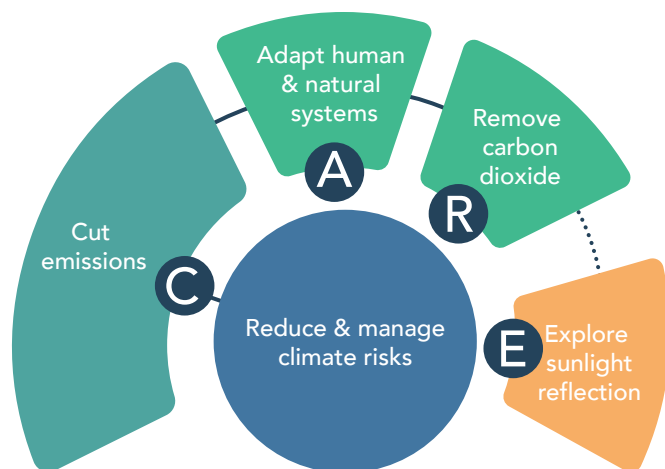 Adapt human
& natural
systems
A
Remove
carbon
dioxide
R
Cut
emissions
C
Reduce & manage
climate risks
E
Explore
sunlight
reflection